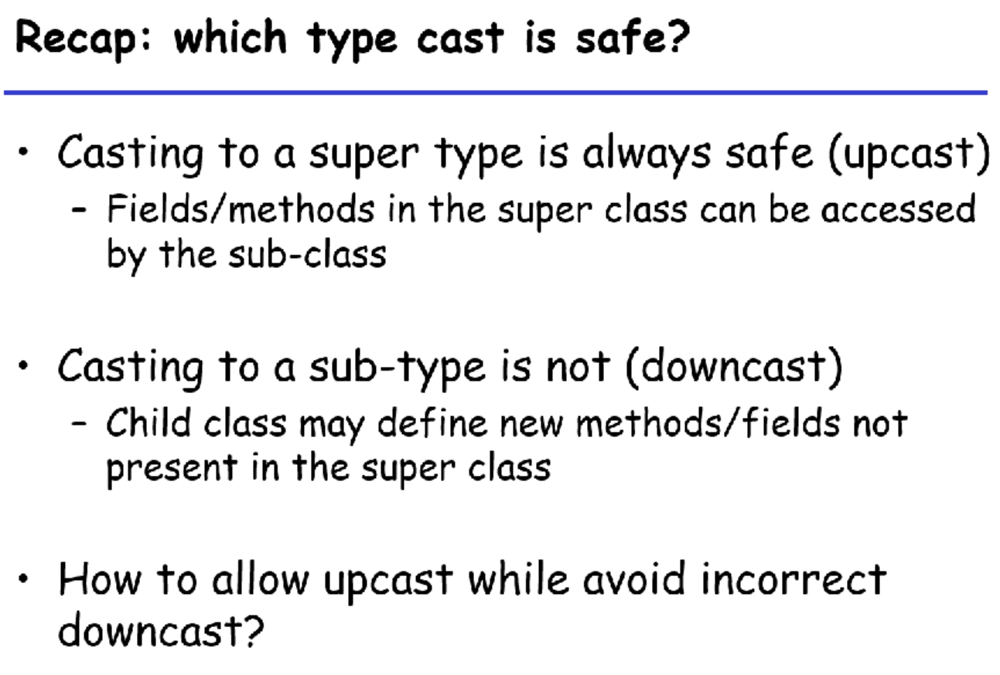 Recap: which type cast is safe?
• Casting to a super type is always safe (upcast)
– Fields/methods in the super class can be accessed
by the sub-class
• Casting to a sub-type is not (downcast)
– Child class may define new methods/fields not
present in the super class
• How to allow upcast while avoid incorrect
downcast?